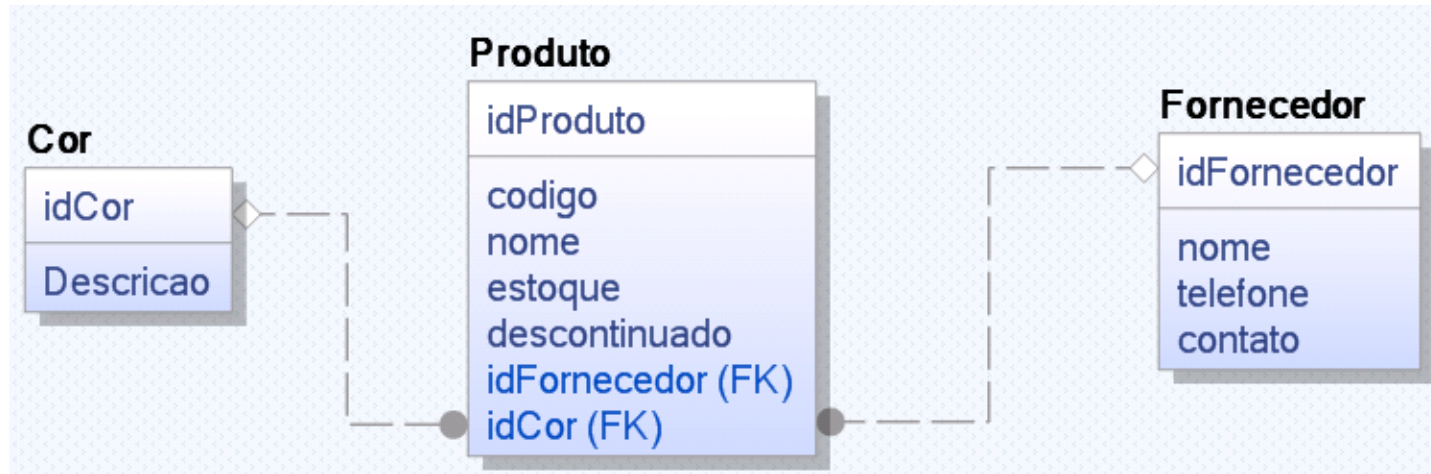 Cor
idCor
Descricao
Produto
idProduto
codigo
nome
estoque
descontinuado
idFornecedor (FK)
idCor (FK)
Fornecedor
idFornecedor
nome
telefone
contato